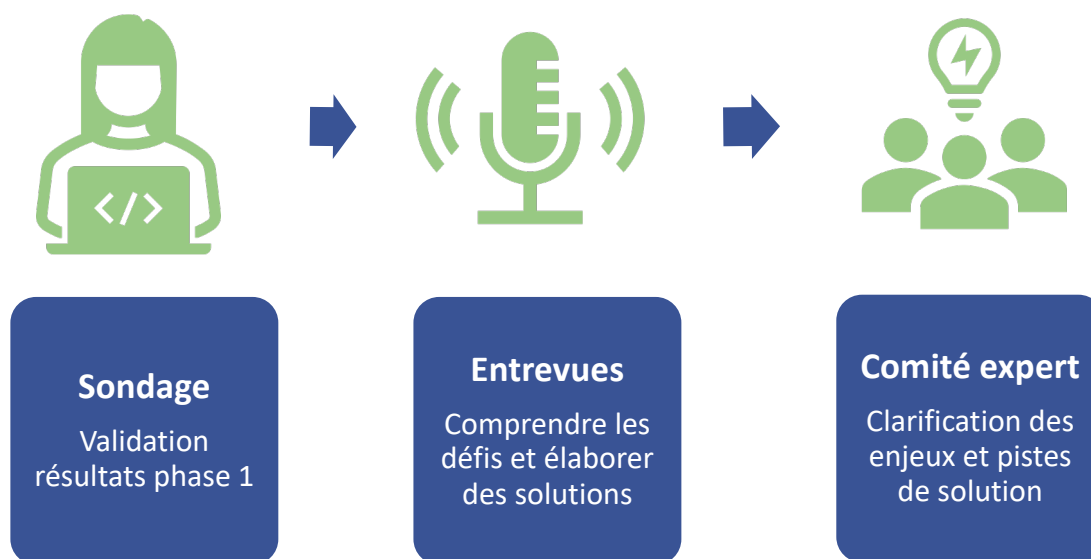 </>
Sondage
Validation
résultats phase 1
Entrevues
Comprendre les
défis et élaborer
des solutions
Comité expert
Clarification des
enjeux et pistes
de solution